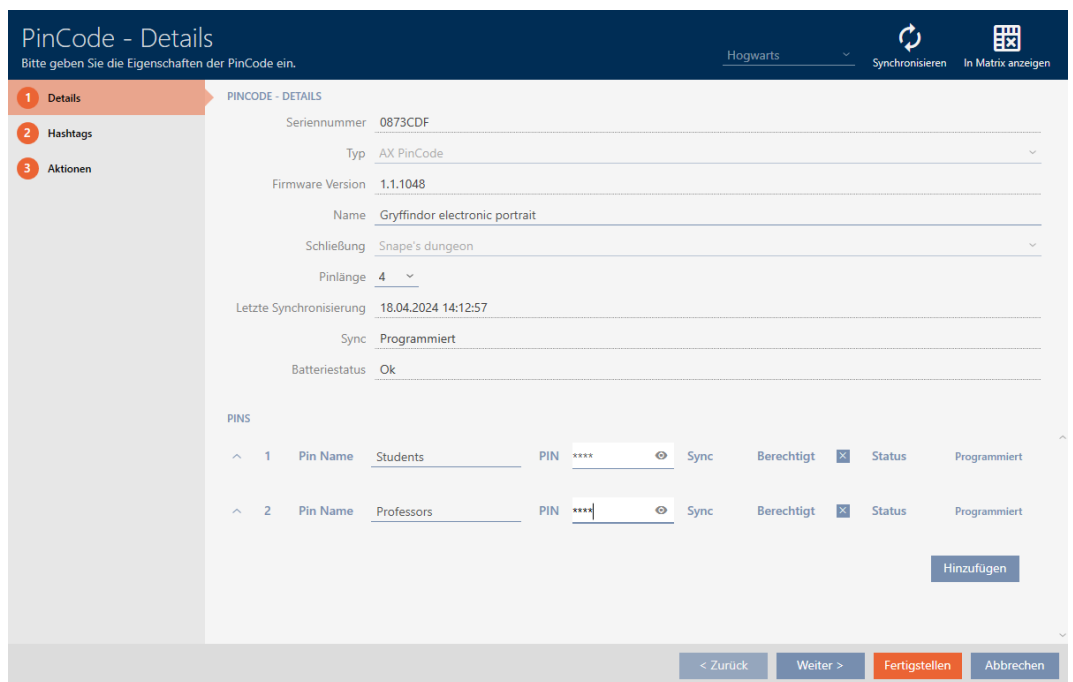 PinCode - Details
Bitte geben Sie die Eigenschaften der PinCode ein.
Hogwarts
Synchronisieren
In Matrix anzeigen
1 Details
2 Hashtags
3 Aktionen
PINCODE - DETAILS
Seriennummer 0873CDF
Typ AX PinCode
Firmware Version 1.1.1048
Name Gryffindor electronic portrait
Schließung Snape's dungeon
Pinlänge 4
Letzte Synchronisierung 18.04.2024 14:12:57
Sync Programmiert
Batteriestatus Ok
PINS
1 Pin Name Students PIN **** Sync Berechtigt Status Programmiert
2 Pin Name Professors PIN **** Sync Berechtigt Status Programmiert
Hinzufügen
< Zurück Weiter > Fertigstellen Abbrechen